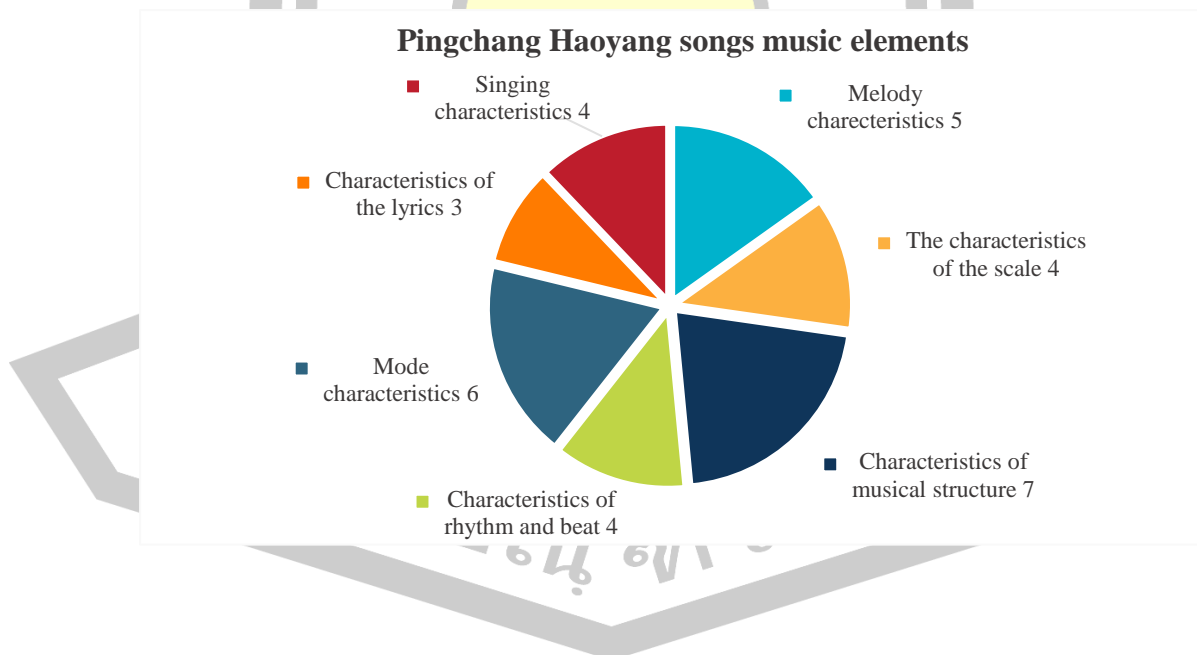 Pingchang Haoyang songs music elements
Singing
characteristics 4
Melody
charecteristics 5
Characteristics of
the lyrics 3
The characteristics
of the scale 4
Mode
characteristics 6
Characteristics of
musical structure 7
Characteristics of
rhythm and beat 4